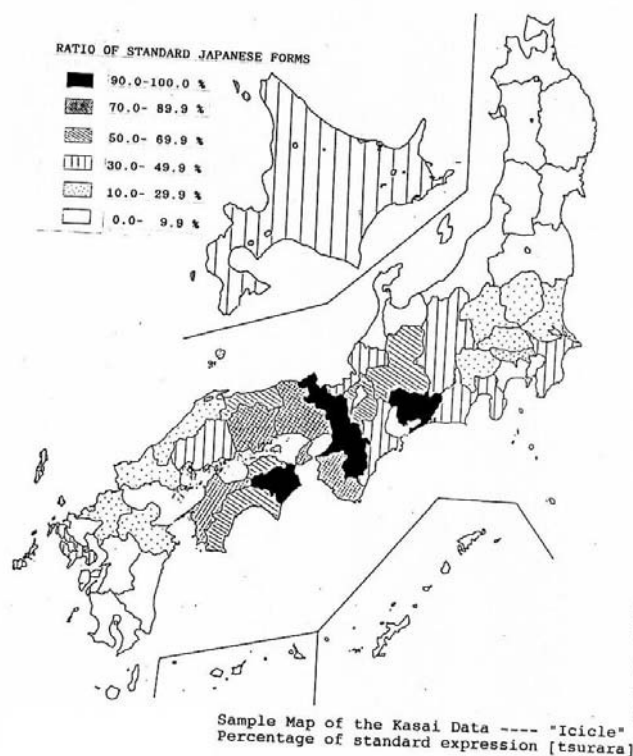 RATIO OF STANDARD JAPANESE FORMS
90.0-100.0 %
70.0- 89.9 %
50.0- 69.9 %
30.0- 49.9 %
10.0- 29.9 %
0.0- 9.9 %
Sample Map of the Kasai Data ---- "Icicle"
Percentage of standard expression [tsurara]